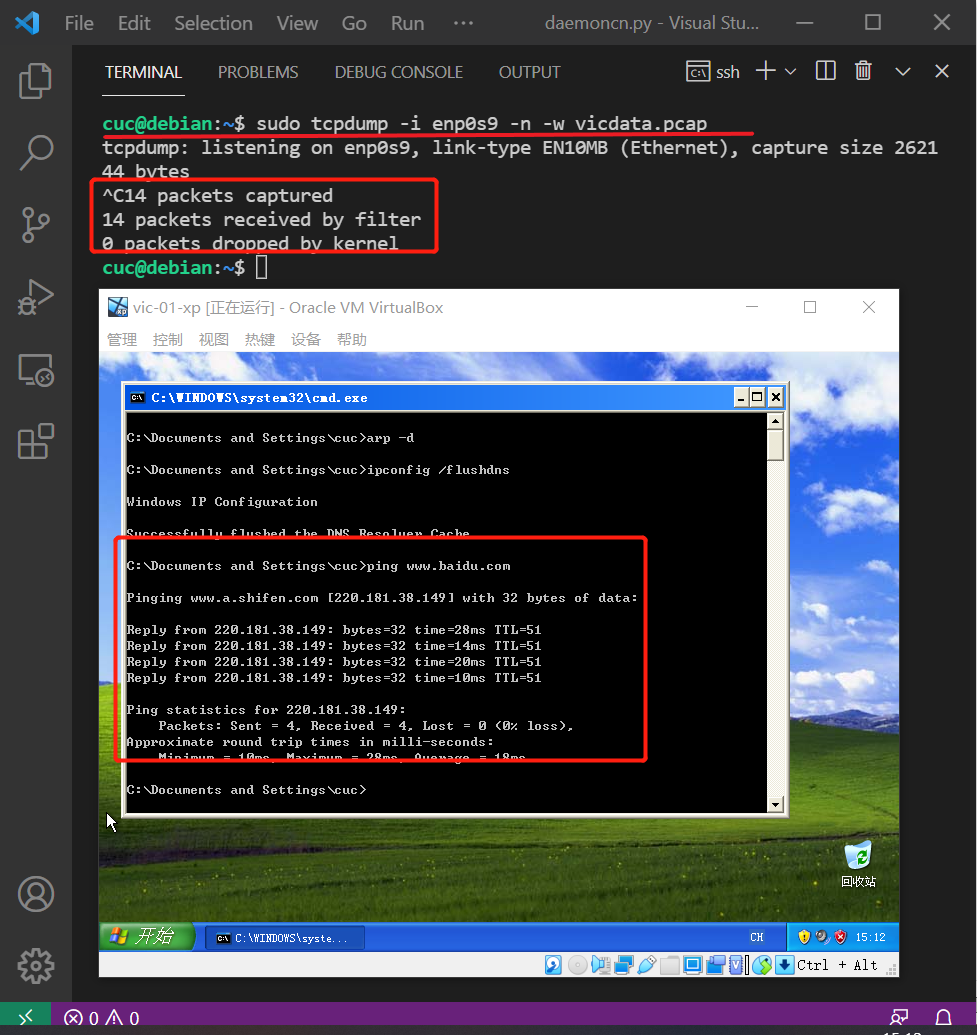 File Edit Selection View Go Run ··· daemoncn.py - Visual Stu...
TERMINAL PROBLEMS DEBUG CONSOLE OUTPUT ssh
cuc@debian:~$ sudo tcpdump -i enp0s9 -n -w vicdata.pcap
tcpdump: listening on enp0s9, link-type EN10MB (Ethernet), capture size 2621
44 bytes
^C14 packets captured
14 packets received by filter
0 packets dropped by kernel
cuc@debian:~$
vic-01-xp [正在运行] - Oracle VM VirtualBox
管理 控制 视图 热键 设备 帮助
C:\WINDOWS\system32\cmd.exe
C:\Documents and Settings\cuc>arp -d
C:\Documents and Settings\cuc>ipconfig /flushdns
Windows IP Configuration
Successfully flushed the DNS Resolver Cache
C:\Documents and Settings\cuc>ping www.baidu.com
Pinging www.a.shifen.com [220.181.38.149] with 32 bytes of data:
Reply from 220.181.38.149: bytes=32 time=28ms TTL=51
Reply from 220.181.38.149: bytes=32 time=14ms TTL=51
Reply from 220.181.38.149: bytes=32 time=20ms TTL=51
Reply from 220.181.38.149: bytes=32 time=10ms TTL=51
Ping statistics for 220.181.38.149:
Packets: Sent = 4, Received = 4, Lost = 0 (0% loss),
Approximate round trip times in milli-seconds:
Minimum = 10ms, Maximum = 28ms, Average = 18ms
C:\Documents and Settings\cuc>
回收站
开始 C:\WINDOWS\syste... CH 15:12
Ctrl + Alt
0 0